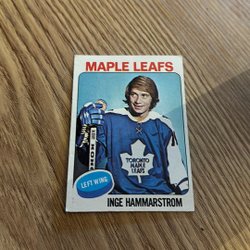 MAPLE LEAFS
TORONTO
MAPLE
LEAFS
LEFT WING
INGE HAMMARSTROM